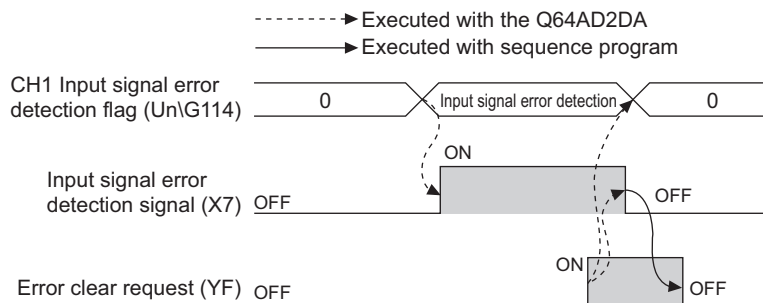 Executed with the Q64AD2DA
Executed with sequence program
CH1 Input signal error
detection flag (Un\G114)
0
Input signal error detection
0
ON
Input signal error
detection signal (X7)
OFF
OFF
ON
Error clear request (YF)
OFF
OFF